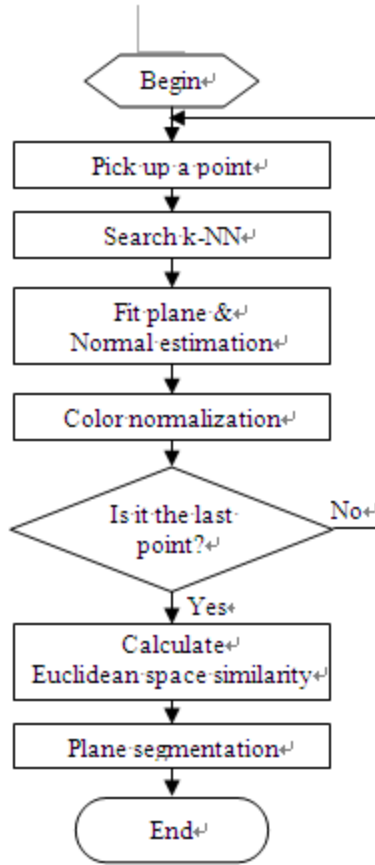 Begin
Pick up a point
Search k-NN
Fit plane &
Normal estimation
Color normalization
Is it the last
point?
No
Yes
Calculate
Euclidean space similarity
Plane segmentation
End